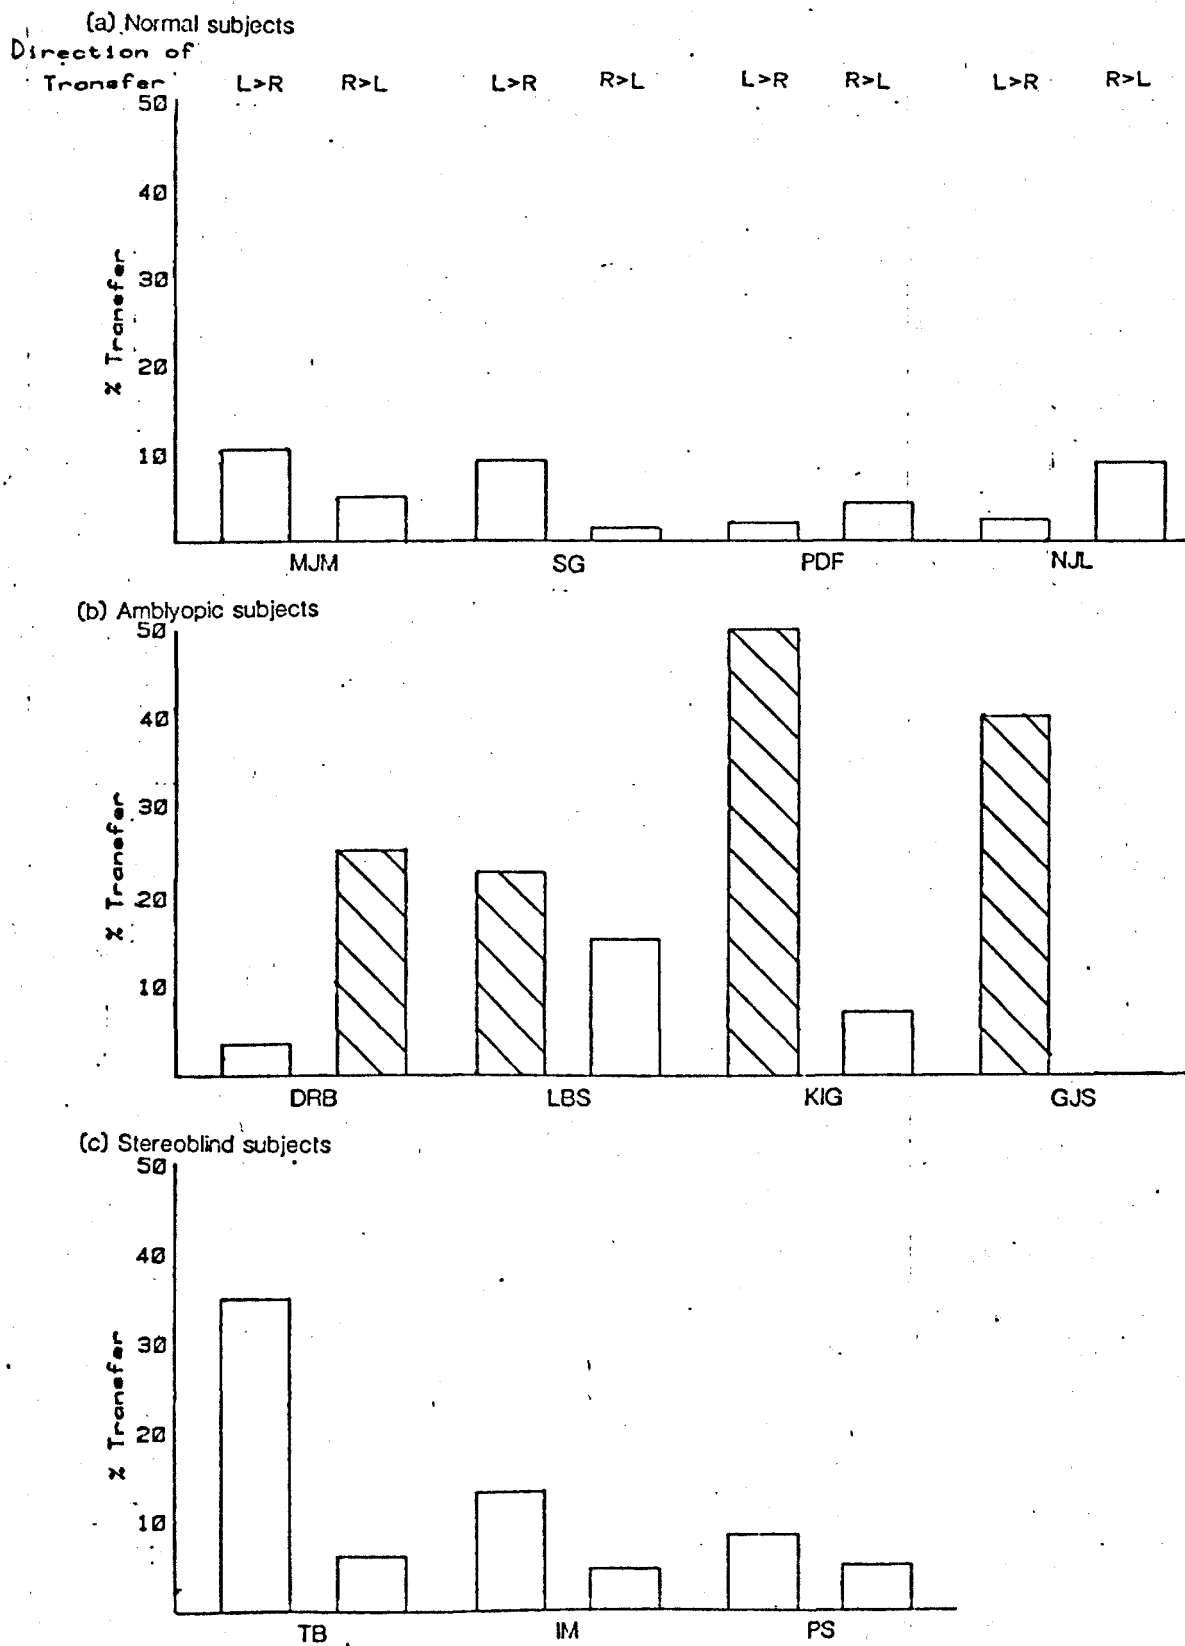 (a) Normal subjects
Direction of
Transfer L>R R>L L>R R>L L>R R>L L>R R>L
50
40
30
20
10
% Transfer
MJM SG PDF NJL
(b) Amblyopic subjects
50
40
30
20
10
% Transfer
DRB LBS KIG GJS
(c) Stereoblind subjects
50
40
30
20
10
% Transfer
TB IM PS